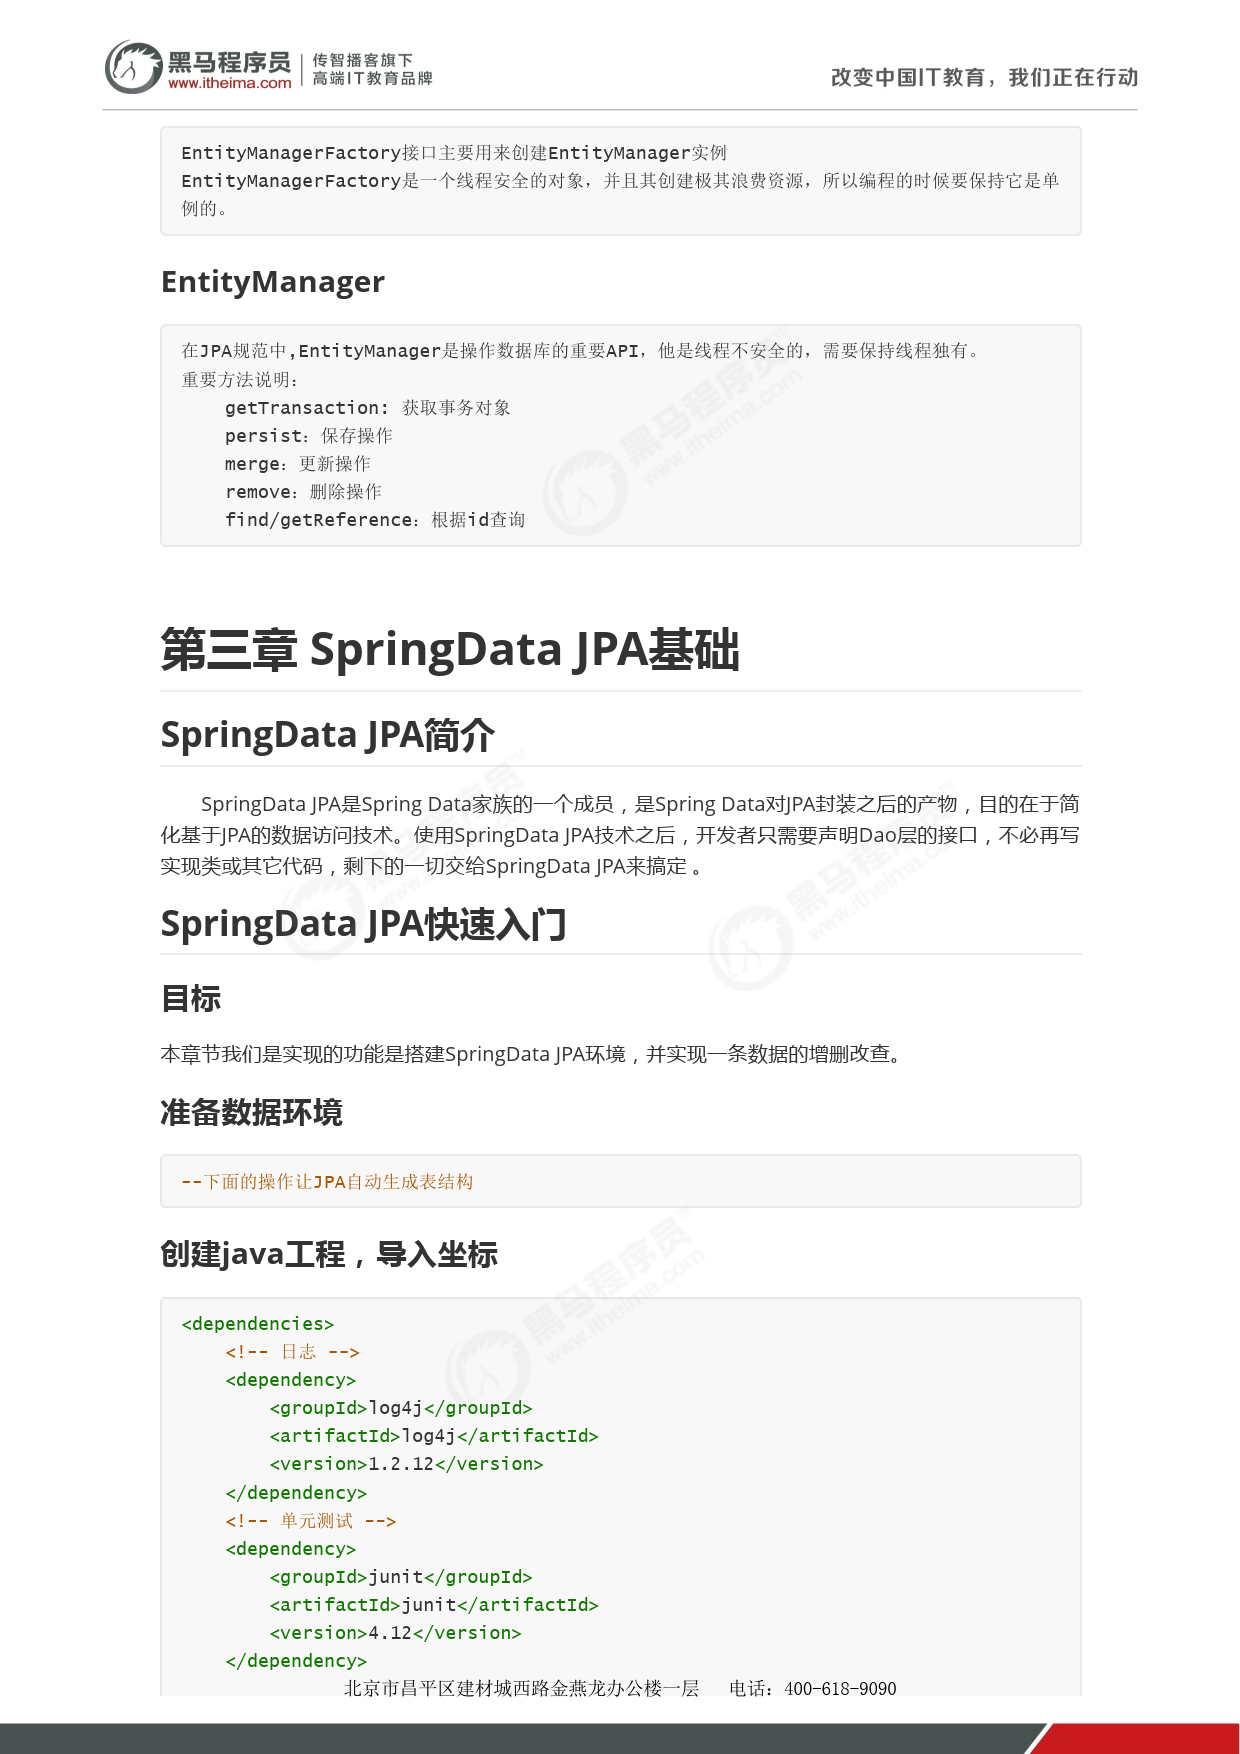 黑马程序员
www.itheima.com
传智播客旗下
高端IT教育品牌
改变中国IT教育，我们正在行动
EntityManagerFactory接口主要用来创建EntityManager实例
EntityManagerFactory是一个线程安全的对象，并且其创建极其浪费资源，所以编程的时候要保持它是单
例的。
EntityManager
在JPA规范中,EntityManager是操作数据库的重要API，他是线程不安全的，需要保持线程独有。
重要方法说明：
getTransaction: 获取事务对象
persist：保存操作
merge：更新操作
remove：删除操作
find/getReference：根据id查询
第三章 SpringData JPA基础
SpringData JPA简介
SpringData JPA是Spring Data家族的一个成员，是Spring Data对JPA封装之后的产物，目的在于简
化基于JPA的数据访问技术。使用SpringData JPA技术之后，开发者只需要声明Dao层的接口，不必再写
实现类或其它代码，剩下的一切交给SpringData JPA来搞定 。
SpringData JPA快速入门
目标
本章节我们是实现的功能是搭建SpringData JPA环境，并实现一条数据的增删改查。
准备数据环境
--下面的操作让JPA自动生成表结构
创建java工程，导入坐标
<dependencies>
<!-- 日志 -->
<dependency>
<groupId>log4j</groupId>
<artifactId>log4j</artifactId>
<version>1.2.12</version>
</dependency>
<!-- 单元测试 -->
<dependency>
<groupId>junit</groupId>
<artifactId>junit</artifactId>
<version>4.12</version>
</dependency>
北京市昌平区建材城西路金燕龙办公楼一层 电话：400-618-9090